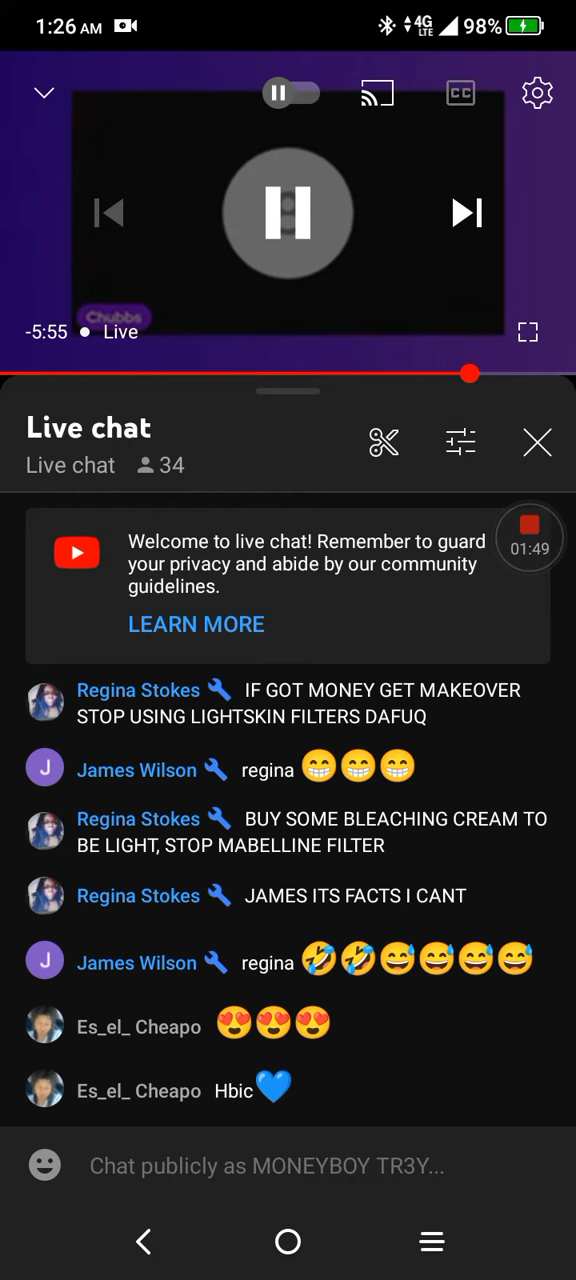 1:26 AM 4G LTE 98%
CC
Chubbs
-5:55 • Live
Live chat
Live chat 34
Welcome to live chat! Remember to guard
your privacy and abide by our community
guidelines.
LEARN MORE
01:49
Regina Stokes 🔧 IF GOT MONEY GET MAKEOVER
STOP USING LIGHTSKIN FILTERS DAFUQ
J James Wilson 🔧 regina 😁😁😁
Regina Stokes 🔧 BUY SOME BLEACHING CREAM TO
BE LIGHT, STOP MABELLINE FILTER
Regina Stokes 🔧 JAMES ITS FACTS I CANT
J James Wilson 🔧 regina 🤣🤣😅😅😅😅
Es_el_ Cheapo 😍😍😍
Es_el_ Cheapo Hbic💙
Chat publicly as MONEYBOY TR3Y...